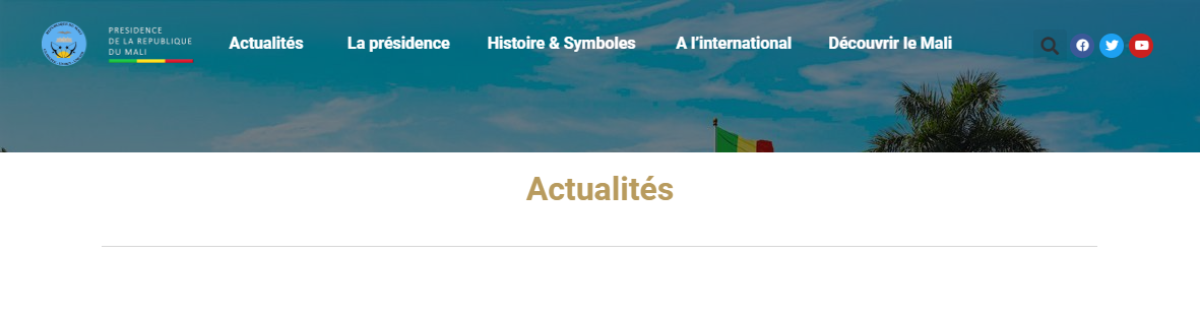 PRESIDENCE
DE LA REPUBLIQUE
DU MALI
Actualités
La présidence
Histoire & Symboles
A l’international
Découvrir le Mali
Actualités